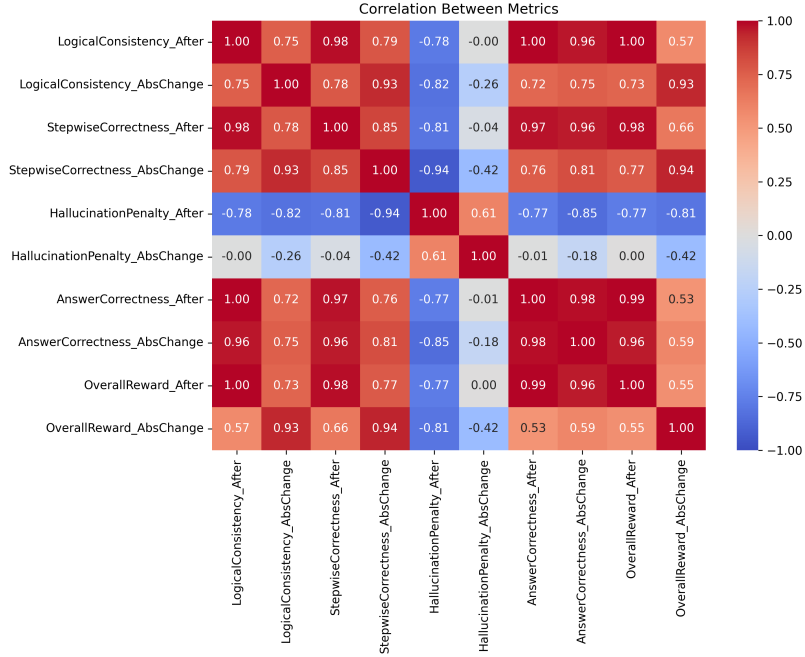 Correlation Between Metrics
LogicalConsistency_After 1.00 0.75 0.98 0.79 -0.78 -0.00 1.00 0.96 1.00 0.57
LogicalConsistency_AbsChange 0.75 1.00 0.78 0.93 -0.82 -0.26 0.72 0.75 0.73 0.93
StepwiseCorrectness_After 0.98 0.78 1.00 0.85 -0.81 -0.04 0.97 0.96 0.98 0.66
StepwiseCorrectness_AbsChange 0.79 0.93 0.85 1.00 -0.94 -0.42 0.76 0.81 0.77 0.94
HallucinationPenalty_After -0.78 -0.82 -0.81 -0.94 1.00 0.61 -0.77 -0.85 -0.77 -0.81
HallucinationPenalty_AbsChange -0.00 -0.26 -0.04 -0.42 0.61 1.00 -0.01 -0.18 0.00 -0.42
AnswerCorrectness_After 1.00 0.72 0.97 0.76 -0.77 -0.01 1.00 0.98 0.99 0.53
AnswerCorrectness_AbsChange 0.96 0.75 0.96 0.81 -0.85 -0.18 0.98 1.00 0.96 0.59
OverallReward_After 1.00 0.73 0.98 0.77 -0.77 0.00 0.99 0.96 1.00 0.55
OverallReward_AbsChange 0.57 0.93 0.66 0.94 -0.81 -0.42 0.53 0.59 0.55 1.00
LogicalConsistency_After
LogicalConsistency_AbsChange
StepwiseCorrectness_After
StepwiseCorrectness_AbsChange
HallucinationPenalty_After
HallucinationPenalty_AbsChange
AnswerCorrectness_After
AnswerCorrectness_AbsChange
OverallReward_After
OverallReward_AbsChange
1.00
0.75
0.50
0.25
0.00
−0.25
−0.50
−0.75
−1.00